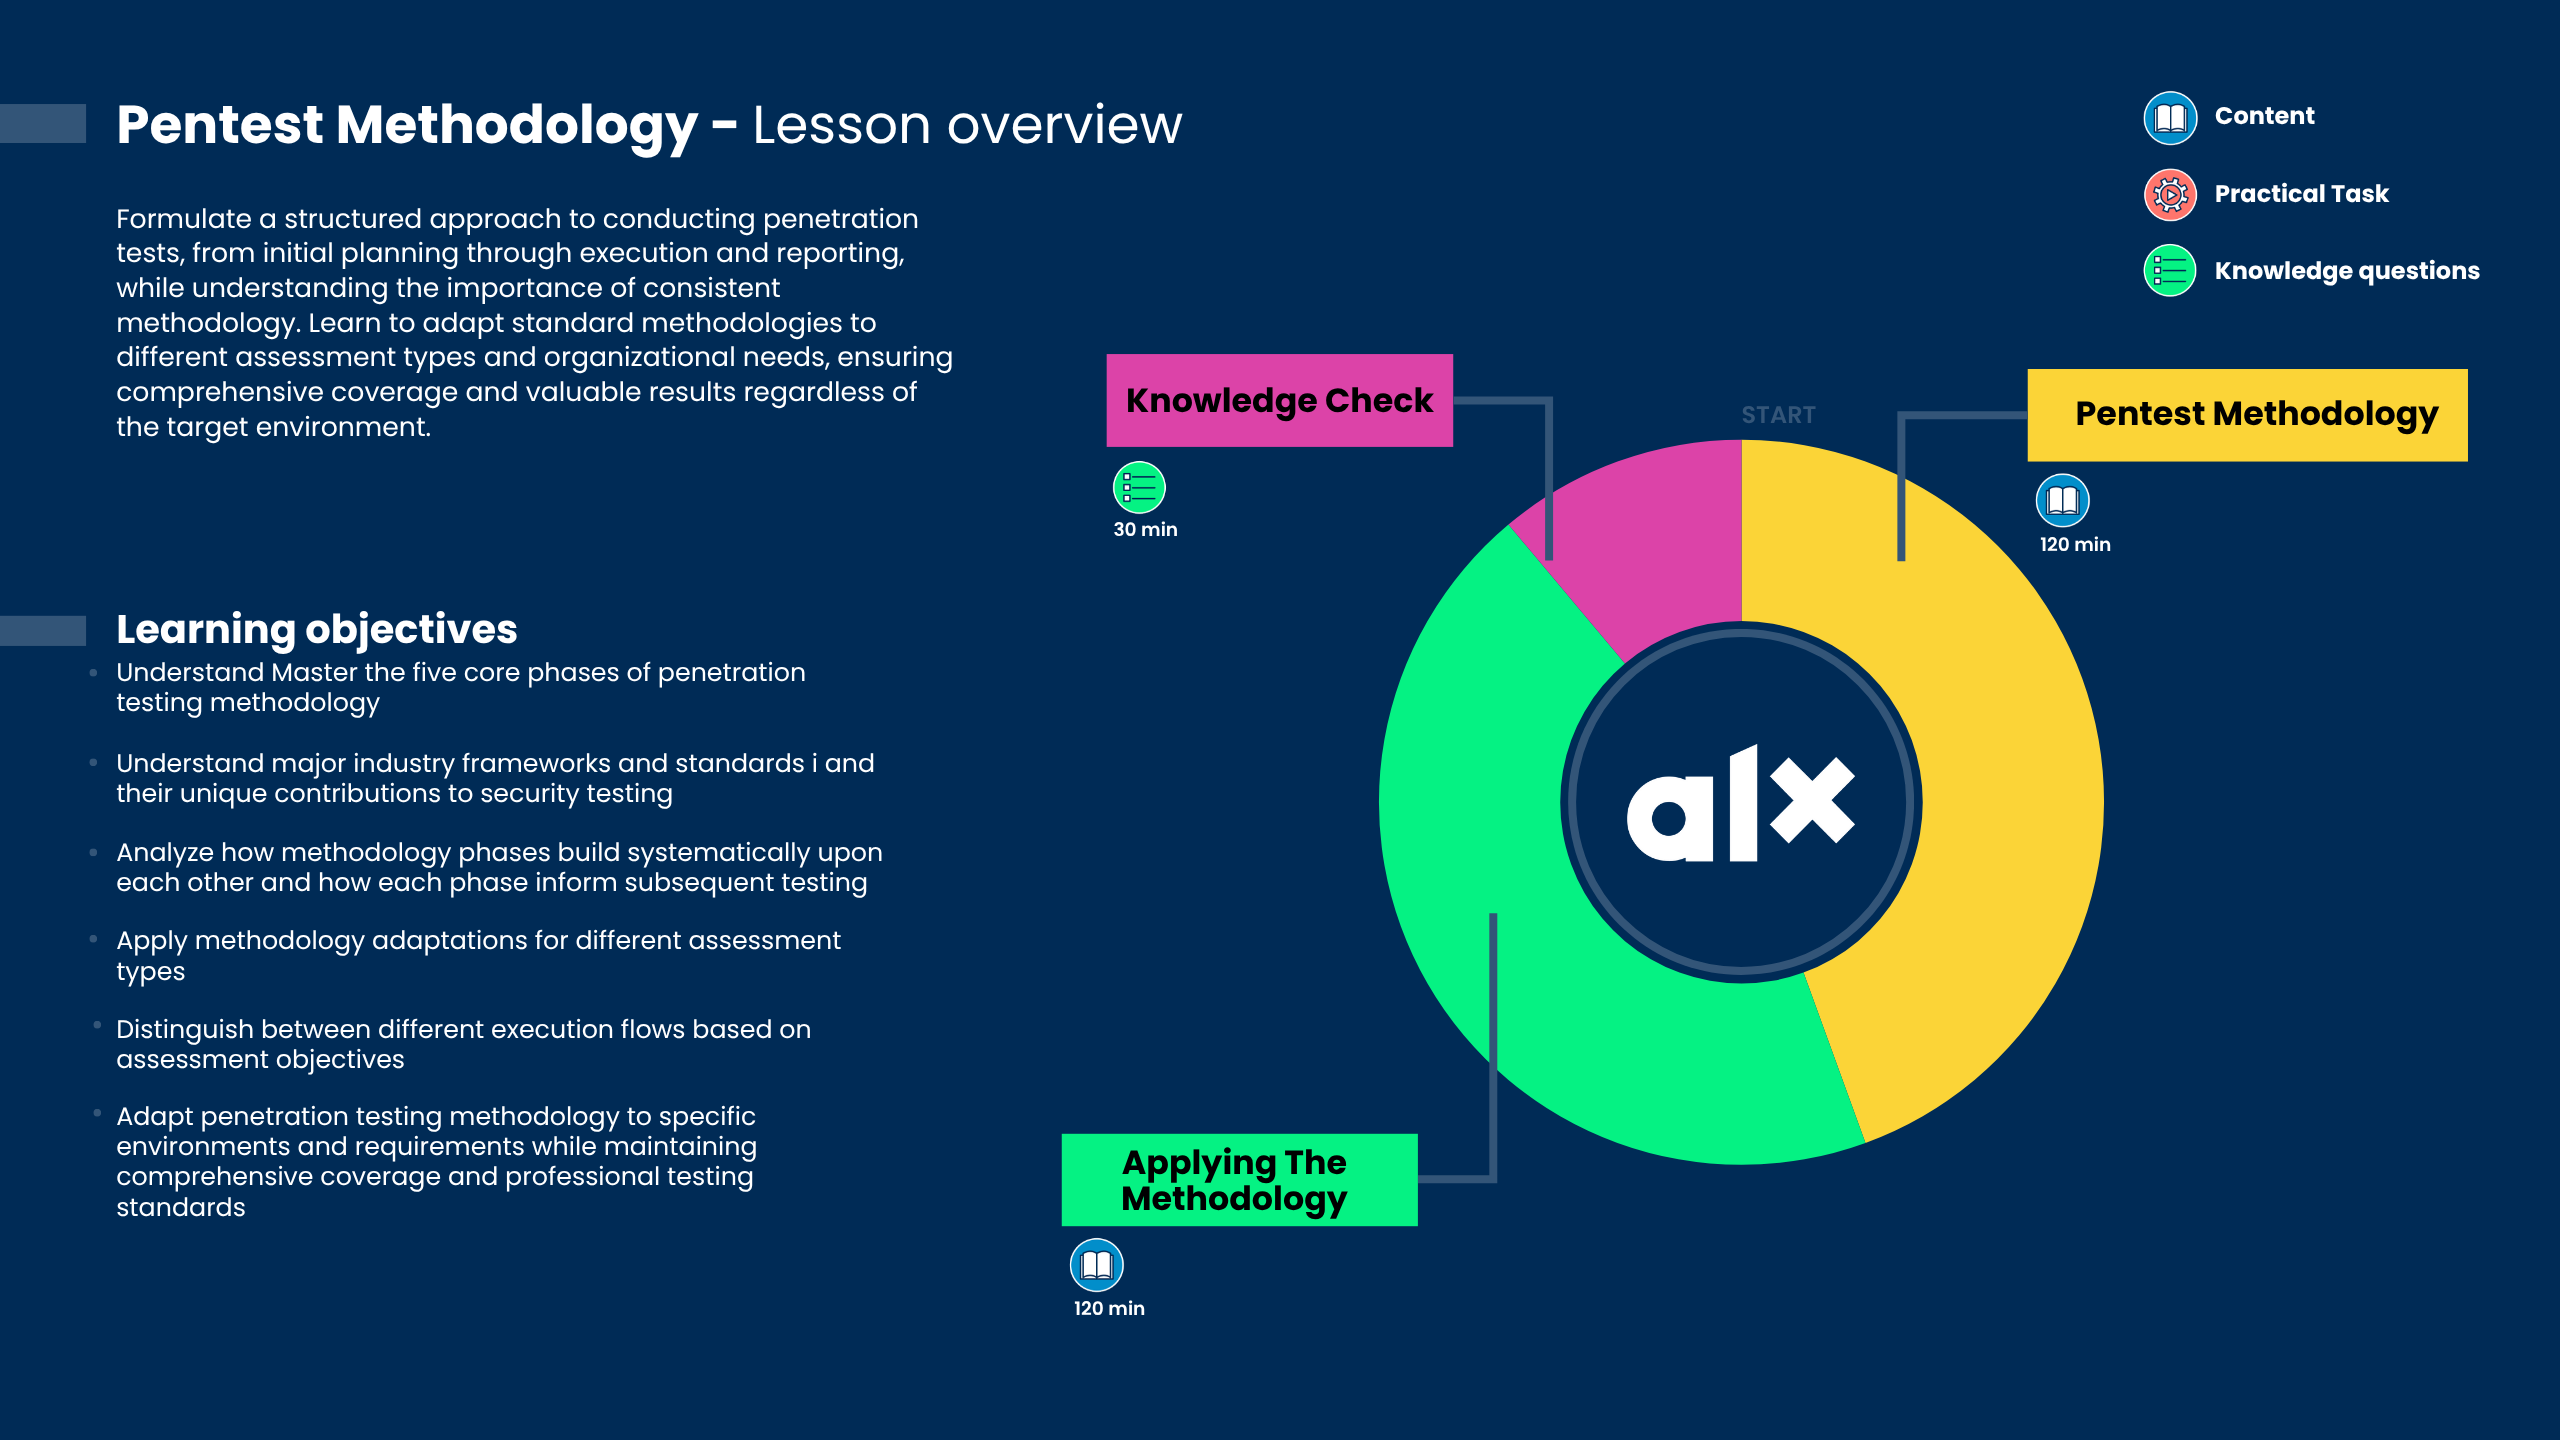 Pentest Methodology - Lesson overview
Formulate a structured approach to conducting penetration
tests, from initial planning through execution and reporting,
while understanding the importance of consistent
methodology. Learn to adapt standard methodologies to
different assessment types and organizational needs, ensuring
comprehensive coverage and valuable results regardless of
the target environment.
Learning objectives
• Understand Master the five core phases of penetration
testing methodology
• Understand major industry frameworks and standards i and
their unique contributions to security testing
• Analyze how methodology phases build systematically upon
each other and how each phase inform subsequent testing
• Apply methodology adaptations for different assessment
types
• Distinguish between different execution flows based on
assessment objectives
• Adapt penetration testing methodology to specific
environments and requirements while maintaining
comprehensive coverage and professional testing
standards
Content
Practical Task
Knowledge questions
START
Pentest Methodology
120 min
Knowledge Check
30 min
alx
Applying The
Methodology
120 min